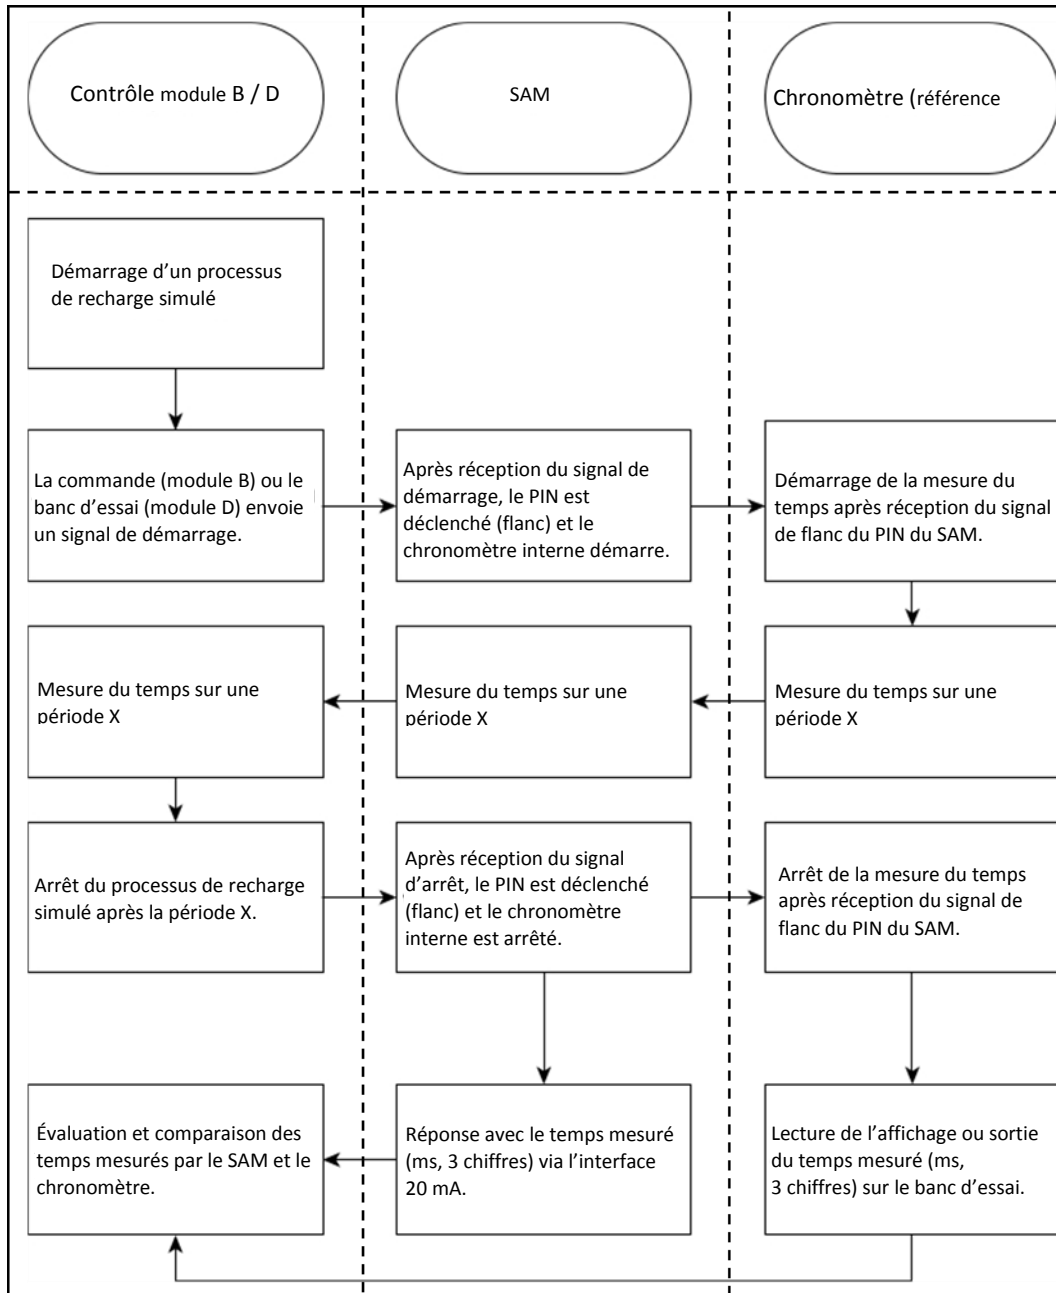 Contrôle module B / D
SAM
Chronomètre (référence
Démarrage d’un processus
de recharge simulé
La commande (module B) ou le
banc d’essai (module D) envoie
un signal de démarrage.
Après réception du signal de
démarrage, le PIN est
déclenché (flanc) et le
chronomètre interne démarre.
Démarrage de la mesure du
temps après réception du signal
de flanc du PIN du SAM.
Mesure du temps sur une
période X
Mesure du temps sur une
période X
Mesure du temps sur une
période X
Arrêt du processus de recharge
simulé après la période X.
Après réception du signal
d’arrêt, le PIN est déclenché
(flanc) et le chronomètre
interne est arrêté.
Arrêt de la mesure du temps
après réception du signal de
flanc du PIN du SAM.
Évaluation et comparaison des
temps mesurés par le SAM et le
chronomètre.
Réponse avec le temps mesuré
(ms, 3 chiffres) via l’interface
20 mA.
Lecture de l’affichage ou sortie
du temps mesuré (ms,
3 chiffres) sur le banc d’essai.